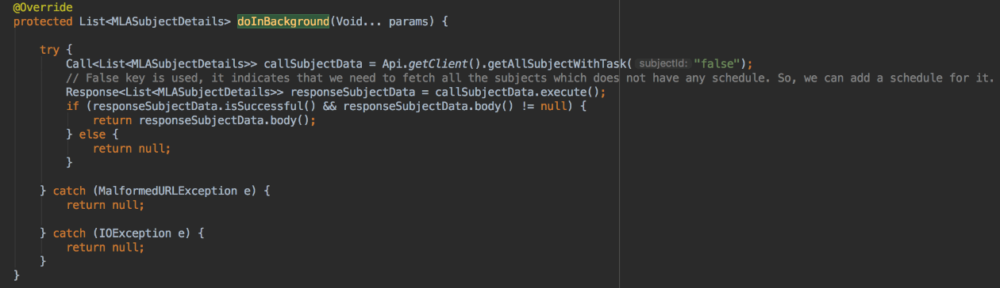 @Override
protected List<MLASubjectDetails> doInBackground(Void... params) {
try {
Call<List<MLASubjectDetails>> callSubjectData = Api.getClient().getAllSubjectWithTask( subjectId: "false");
// False key is used, it indicates that we need to fetch all the subjects which does not have any schedule. So, we can add a schedule for it.
Response<List<MLASubjectDetails>> responseSubjectData = callSubjectData.execute();
if (responseSubjectData.isSuccessful() && responseSubjectData.body() != null) {
return responseSubjectData.body();
} else {
return null;
}
} catch (MalformedURLException e) {
return null;
} catch (IOException e) {
return null;
}
}